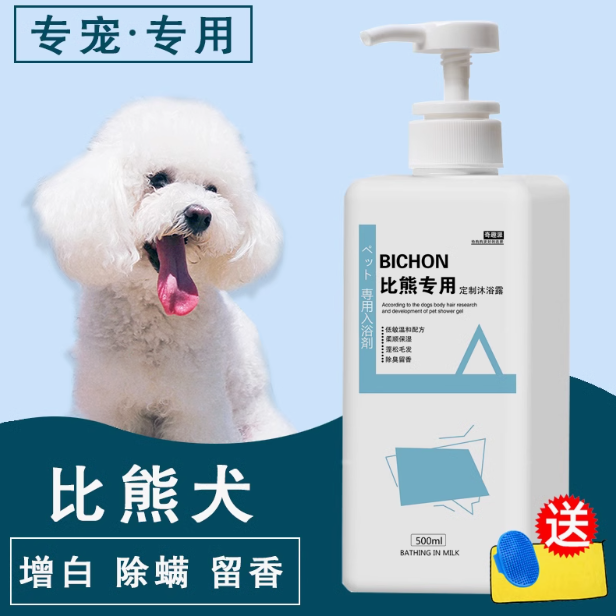 专宠·专用
BICHON
比熊专用 定制沐浴露
According to the dogs body hair research
and development of pet shower gel
ペット 専用入浴剤
低敏温和配方
柔顺保湿
蓬松毛发
除臭留香
500ml
BATHING IN MILK
比熊犬
增白 除螨 留香
送